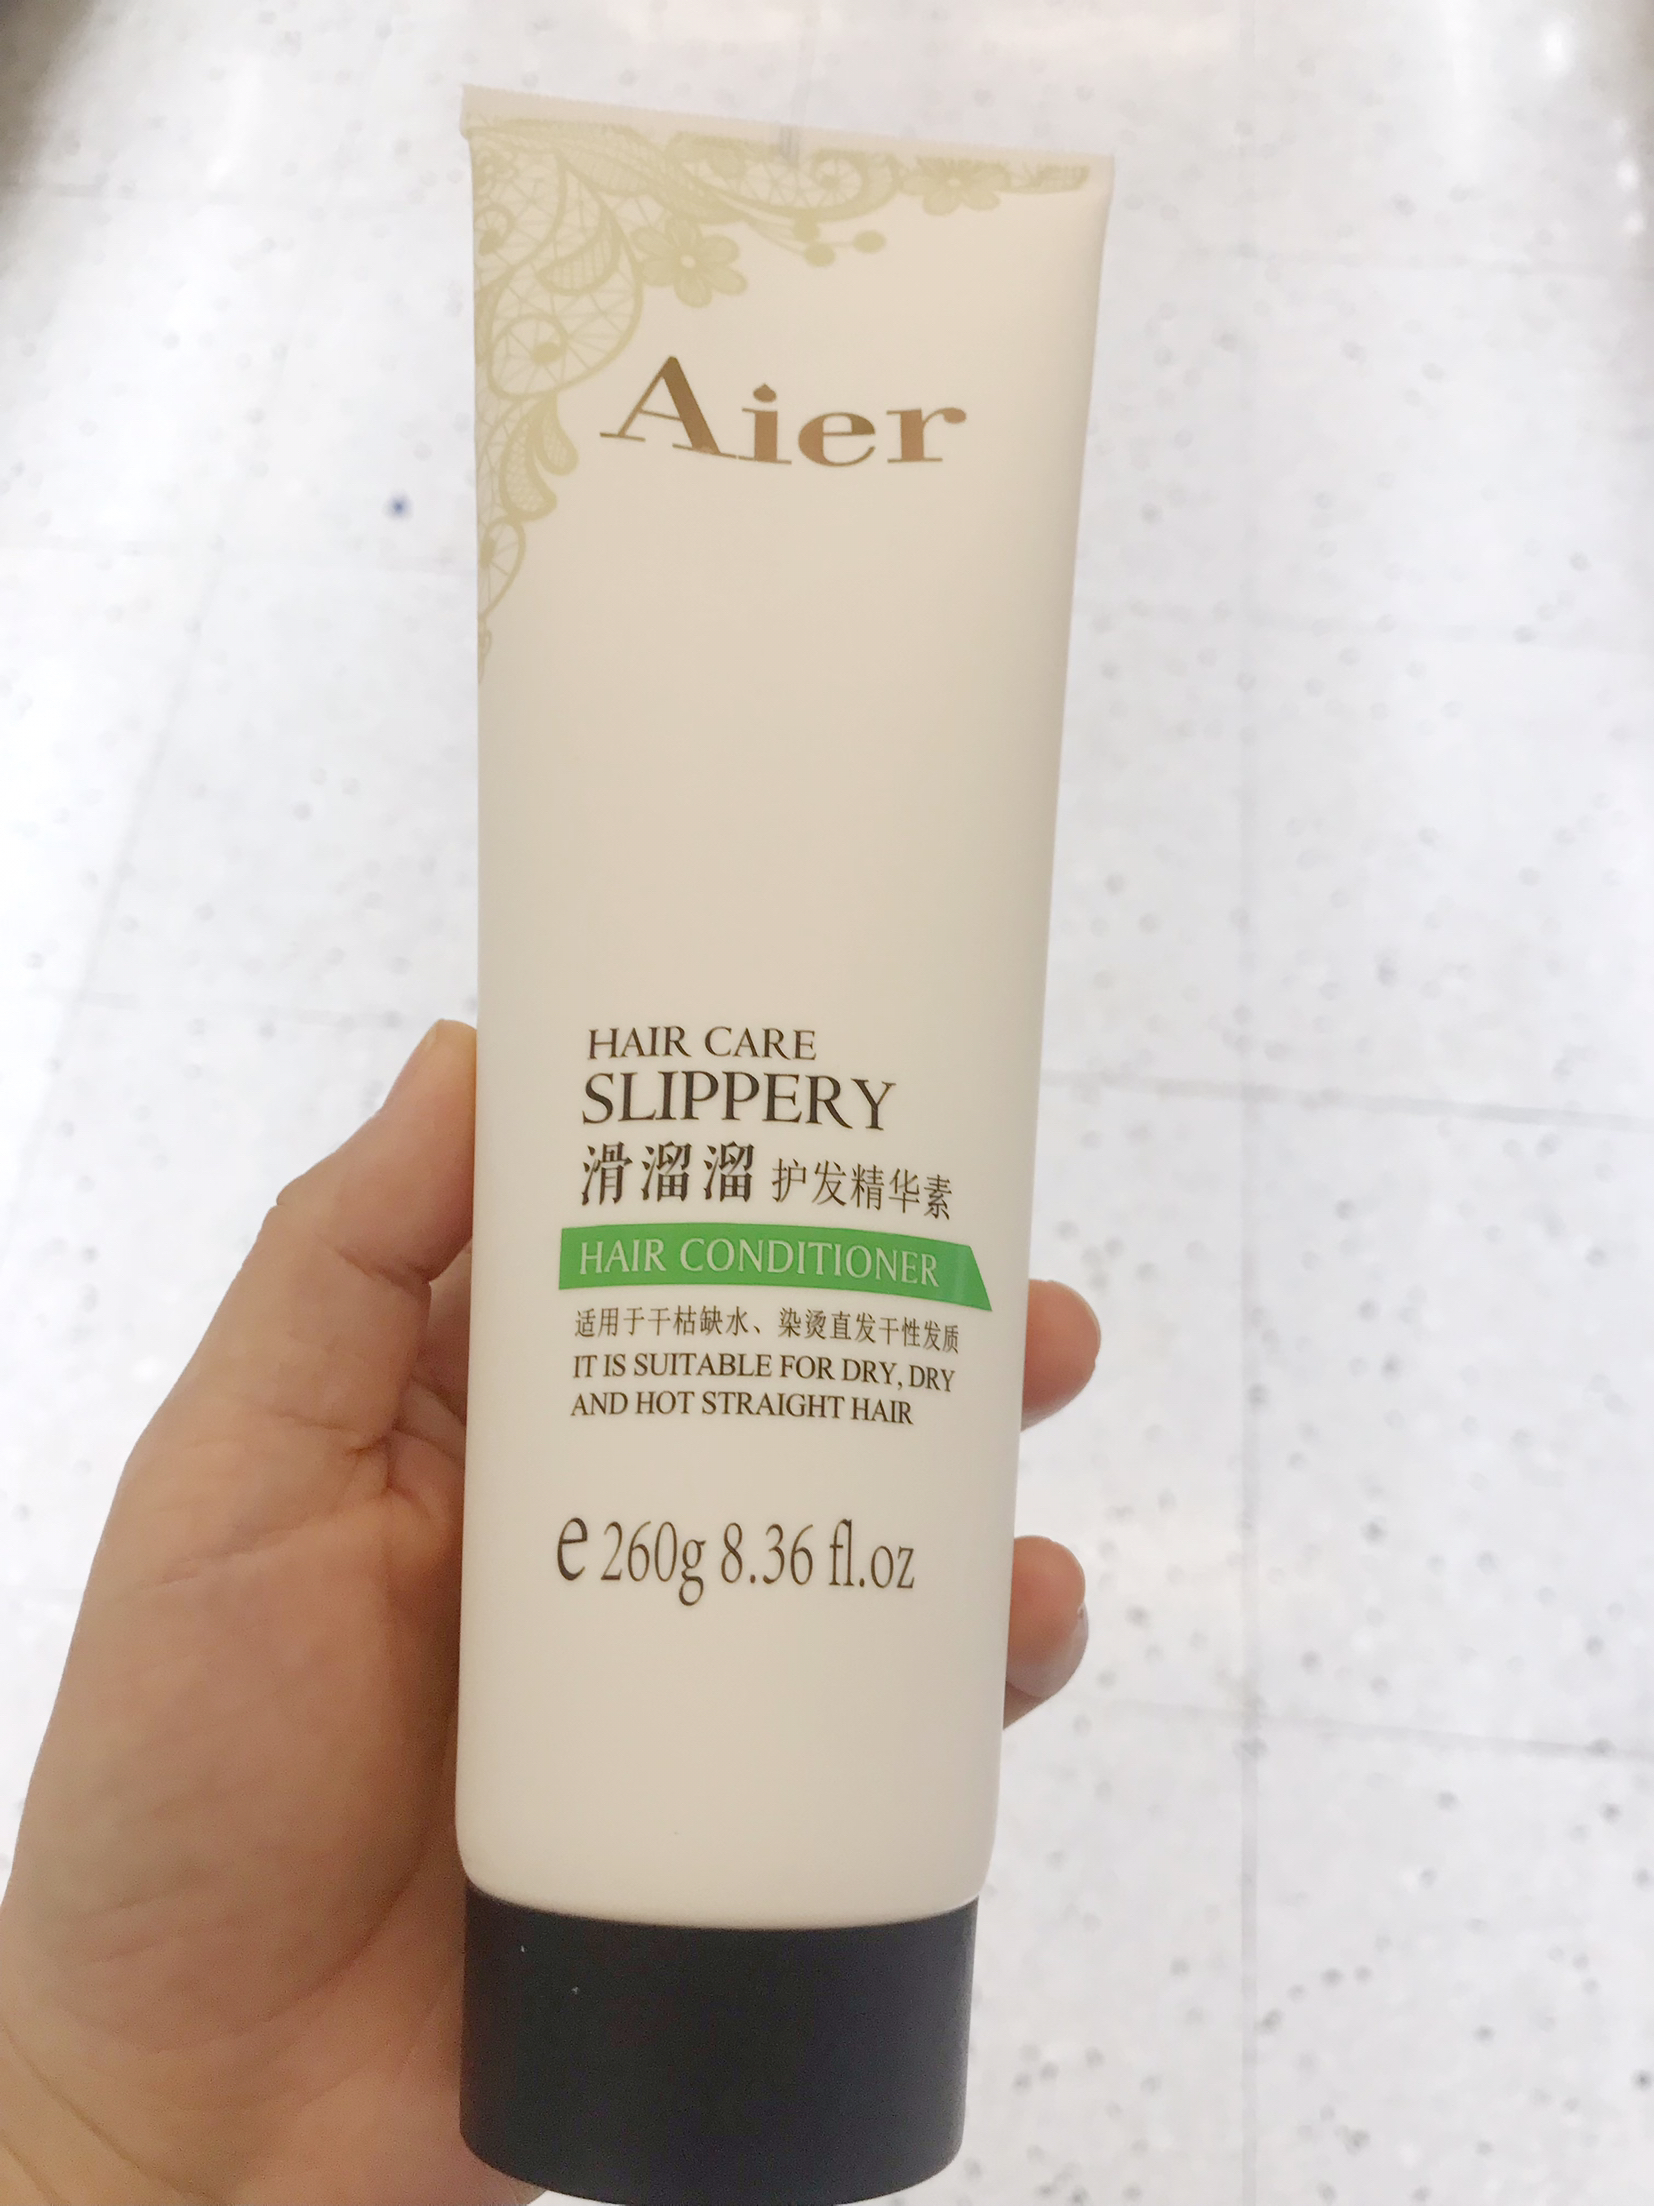 Aier
HAIR CARE
SLIPPERY
滑溜溜 护发精华素
HAIR CONDITIONER
适用于干枯缺水、染烫直发干性发质
IT IS SUITABLE FOR DRY, DRY
AND HOT STRAIGHT HAIR
e 260g 8.36 fl.oz